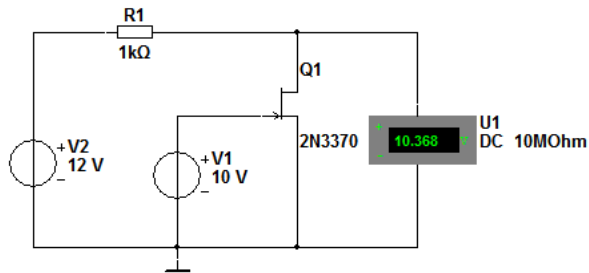 R1
1kΩ
Q1
2N3370
V2
12 V
V1
10 V
U1
DC 10MOhm
10.368 V
+
-
+
-
+
-